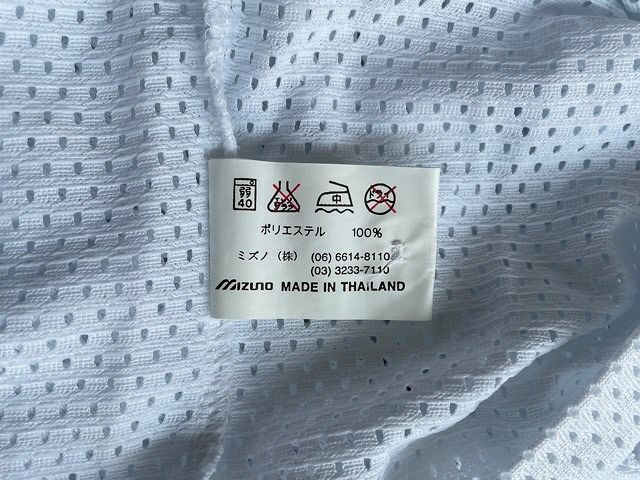 弱
40
エンソ
サラシ
中
ドライ
ポリエステル 100%
ミズノ(株) (06) 6614-8110
(03) 3233-7110
MIZUNO MADE IN THAILAND